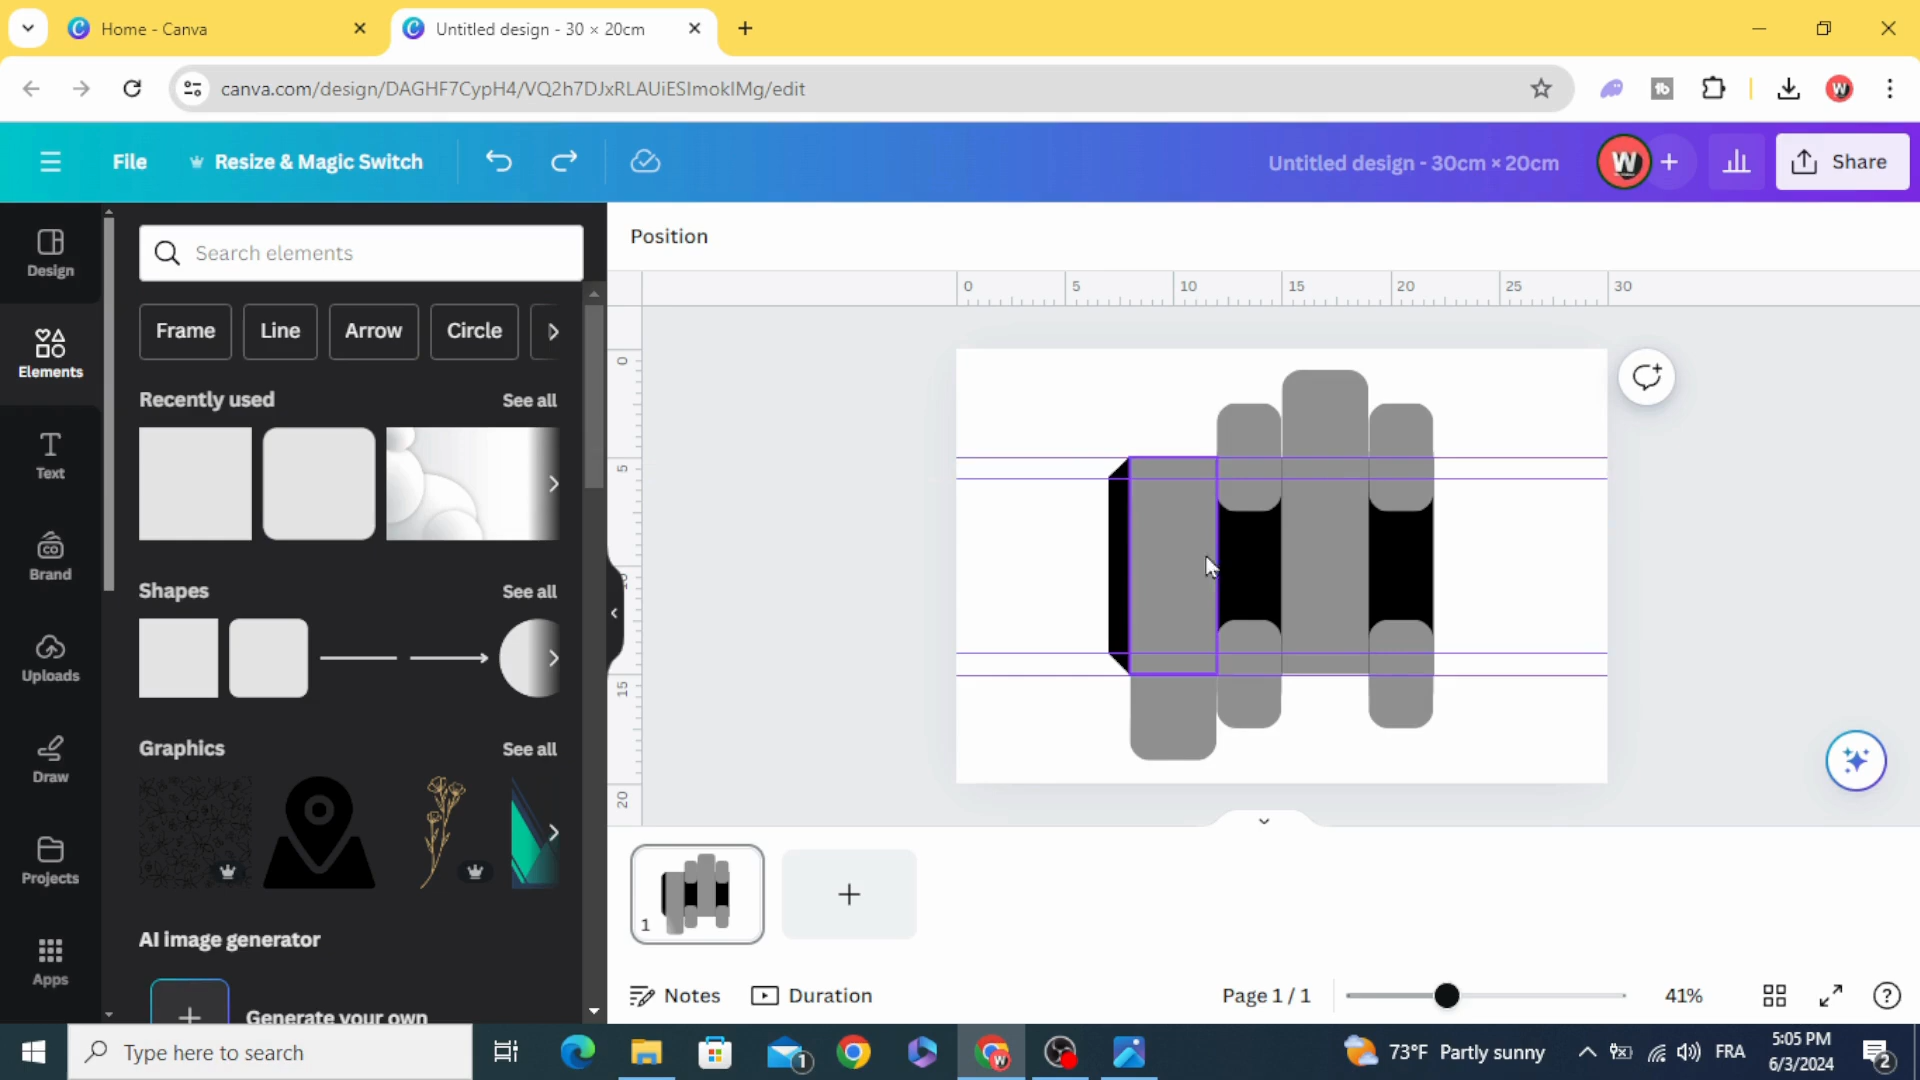 Home - Canva
Untitled design - 30 × 20cm
canva.com/design/DAGHF7CypH4/VQ2h7DJxRLAUiESImokIMg/edit
File
Resize & Magic Switch
Untitled design - 30cm × 20cm
W
Share
Design
Elements
Text
Brand
Uploads
Draw
Projects
Apps
Search elements
Frame
Line
Arrow
Circle
Recently used
See all
Shapes
See all
Graphics
See all
AI image generator
Generate your own
Position
0
5
10
15
20
25
30
0
5
15
20
1
Notes
Duration
Page 1 / 1
41%
Type here to search
1
73°F Partly sunny
FRA
5:05 PM
6/3/2024
2